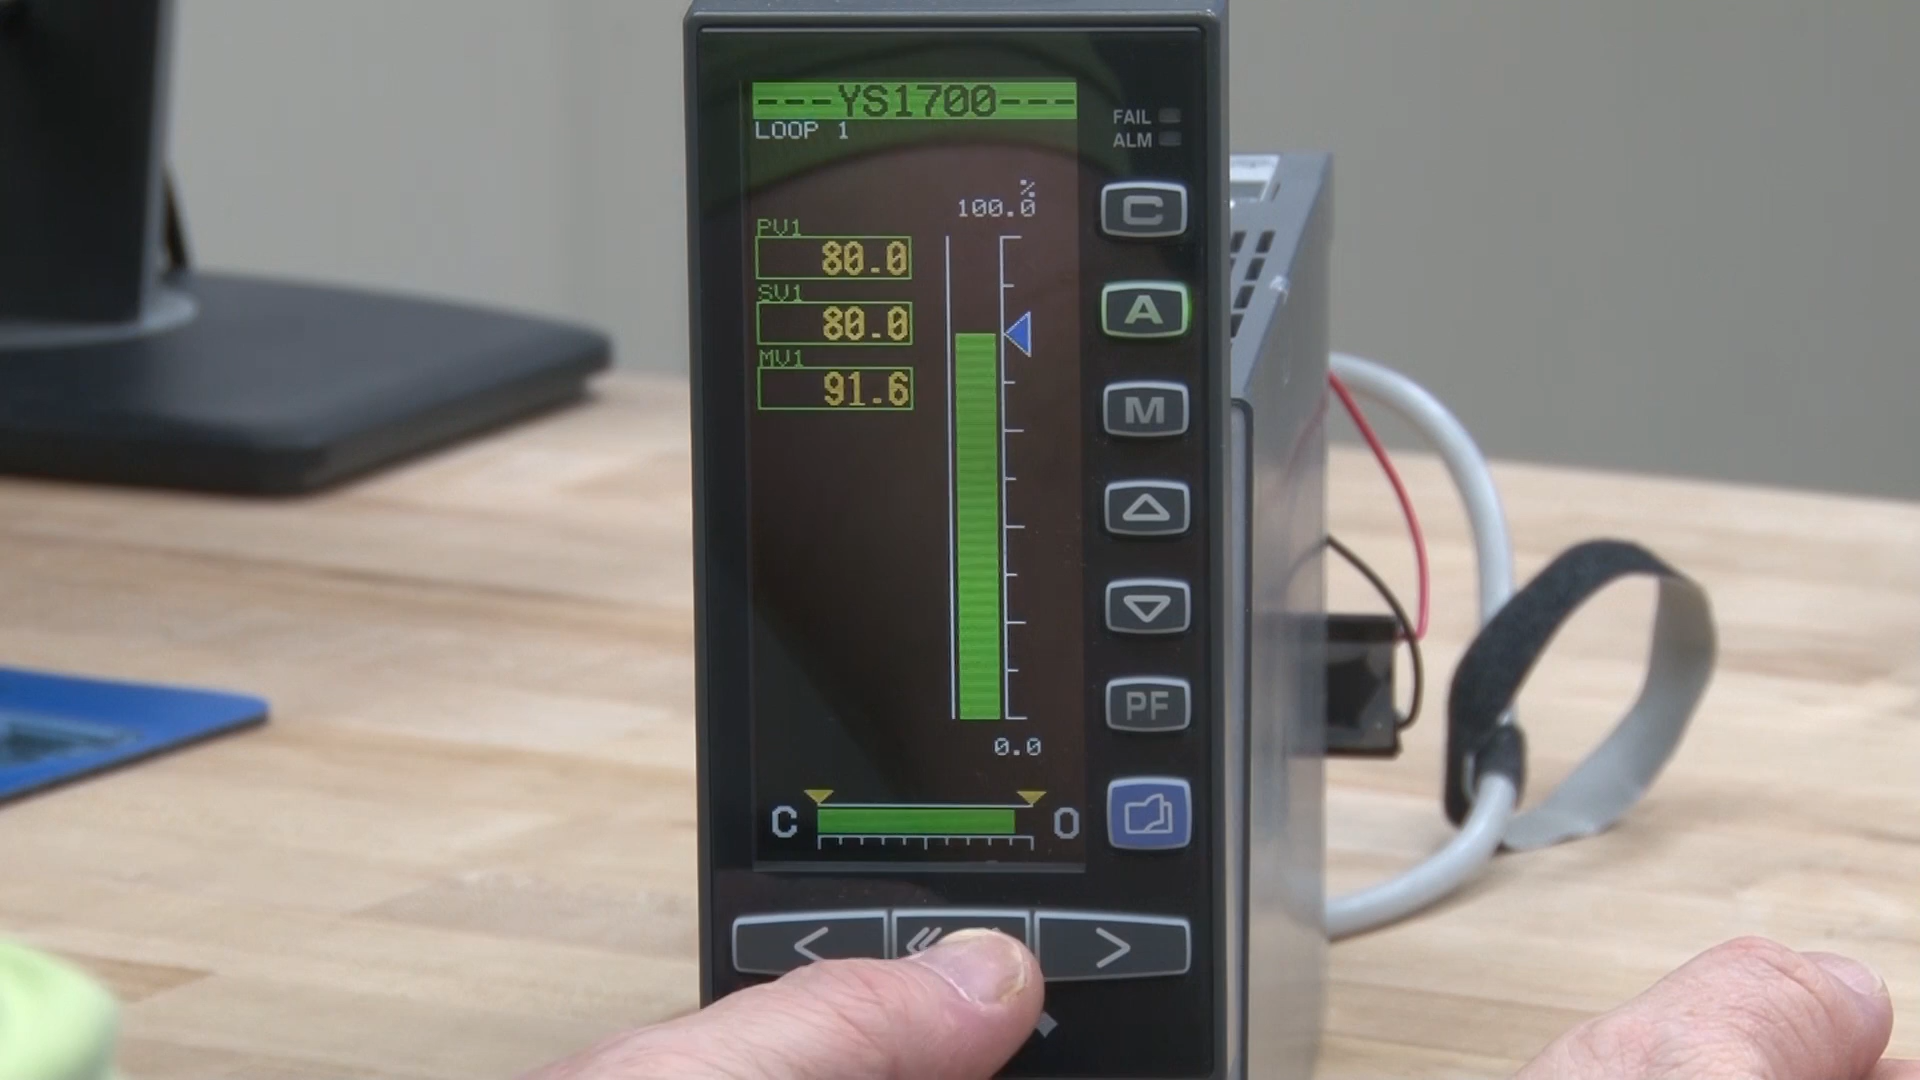 ---YS1700---
LOOP 1
FAIL
ALM
%
100.0
C
PV1
80.0
SV1
80.0
A
MV1
91.6
M
PF
0.0
C
O